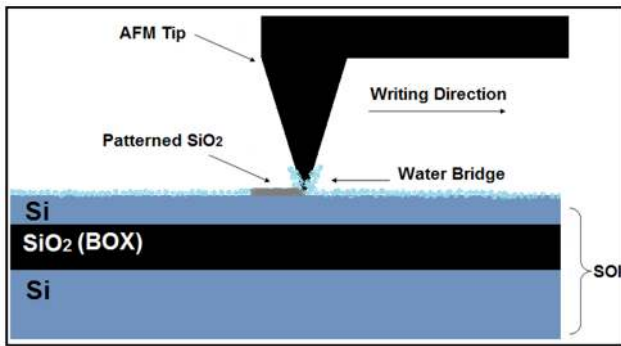 AFM Tip
Writing Direction
Patterned SiO₂
Water Bridge
Si
SiO₂ (BOX)
Si
SOI